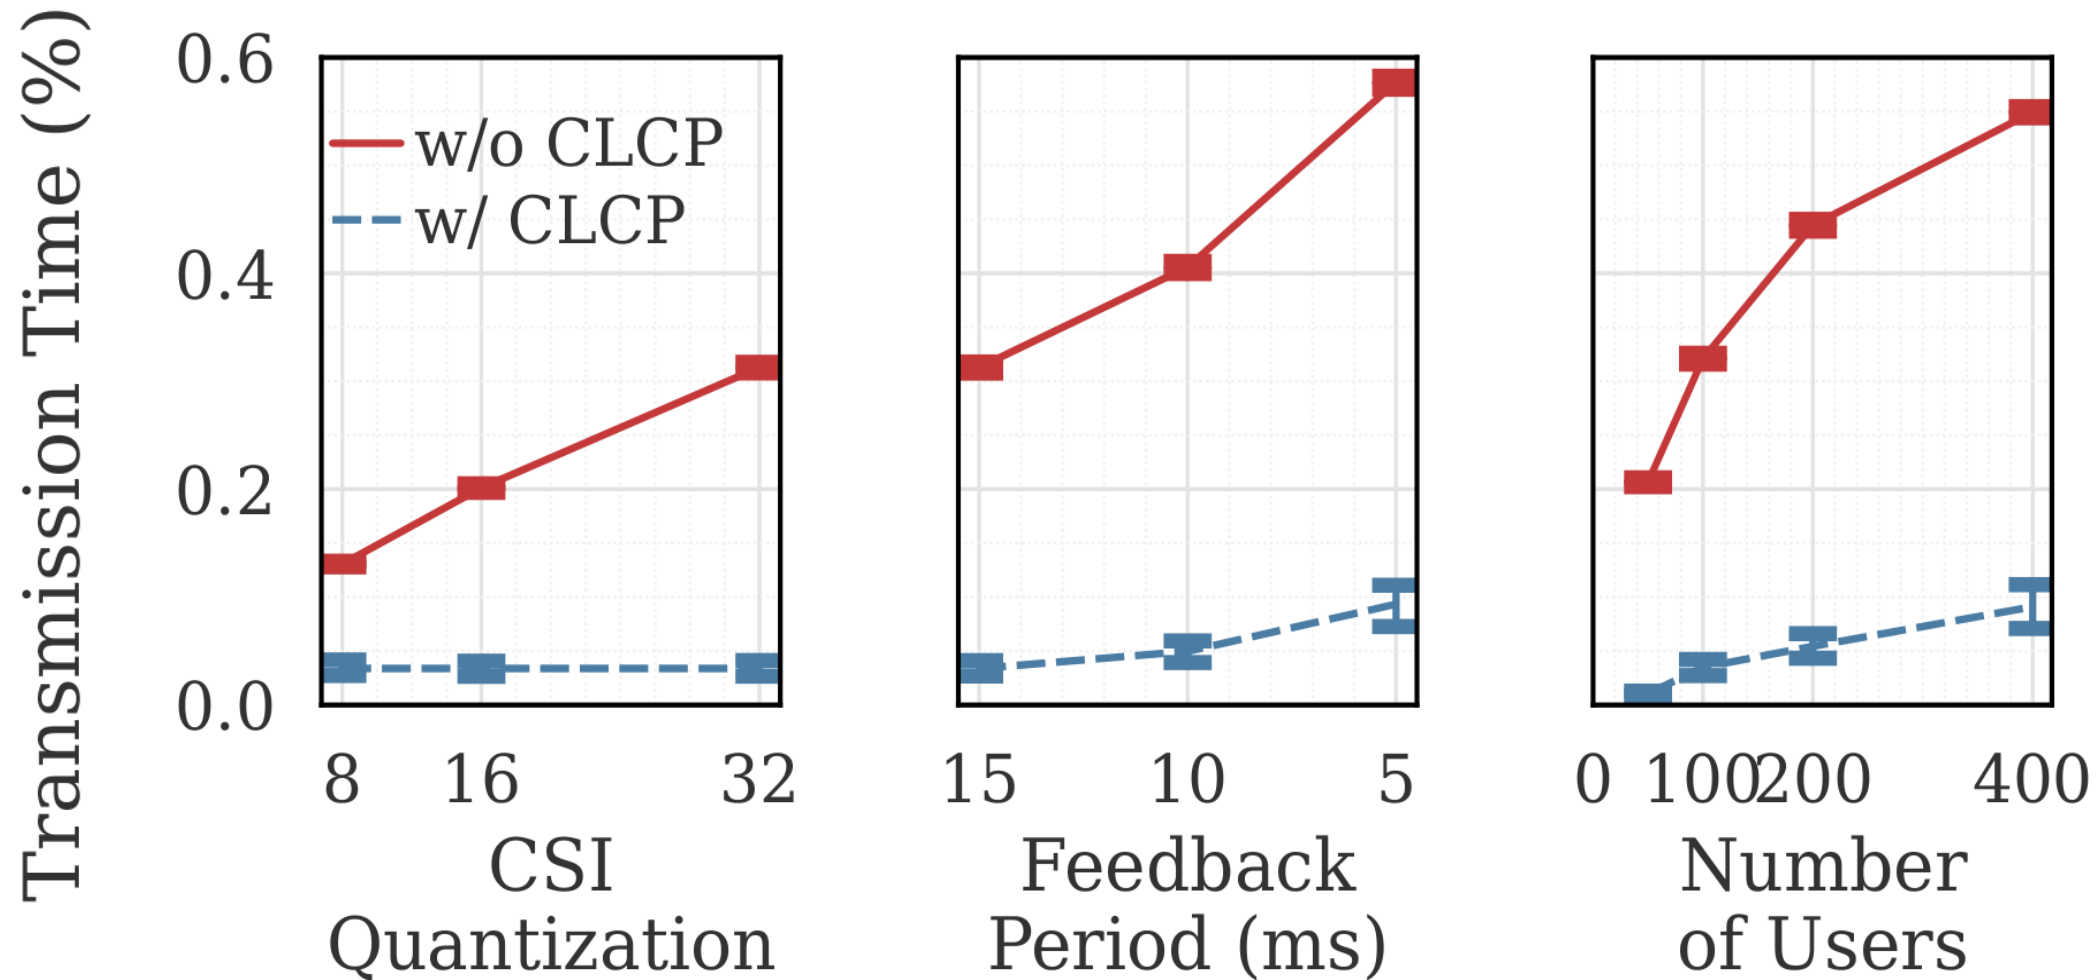 Transmission Time (%)
0.6
0.4
0.2
0.0
w/o CLCP
w/ CLCP
8 16 32
CSI
Quantization
15 10 5
Feedback
Period (ms)
0 100 200 400
Number
of Users